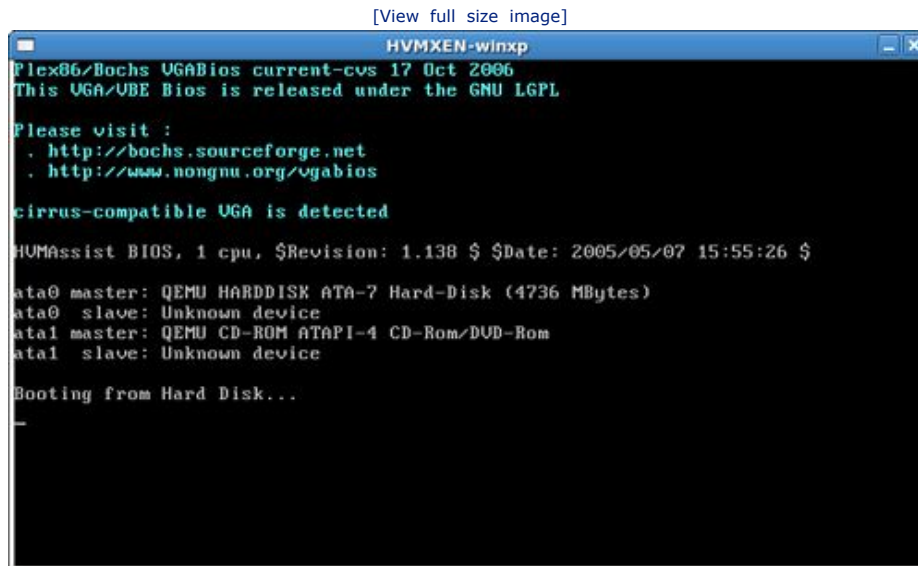 [View full size image]
HVMXEN-winxp
Plex86/Bochs VGABios current-cvs 17 Oct 2006
This VGA/VBE Bios is released under the GNU LGPL
Please visit :
. http://bochs.sourceforge.net
. http://www.nongnu.org/vgabios
cirrus-compatible VGA is detected
HVMAssist BIOS, 1 cpu, $Revision: 1.138 $ $Date: 2005/05/07 15:55:26 $
ata0 master: QEMU HARDDISK ATA-7 Hard-Disk (4736 MBytes)
ata0 slave: Unknown device
ata1 master: QEMU CD-ROM ATAPI-4 CD-Rom/DVD-Rom
ata1 slave: Unknown device
Booting from Hard Disk...